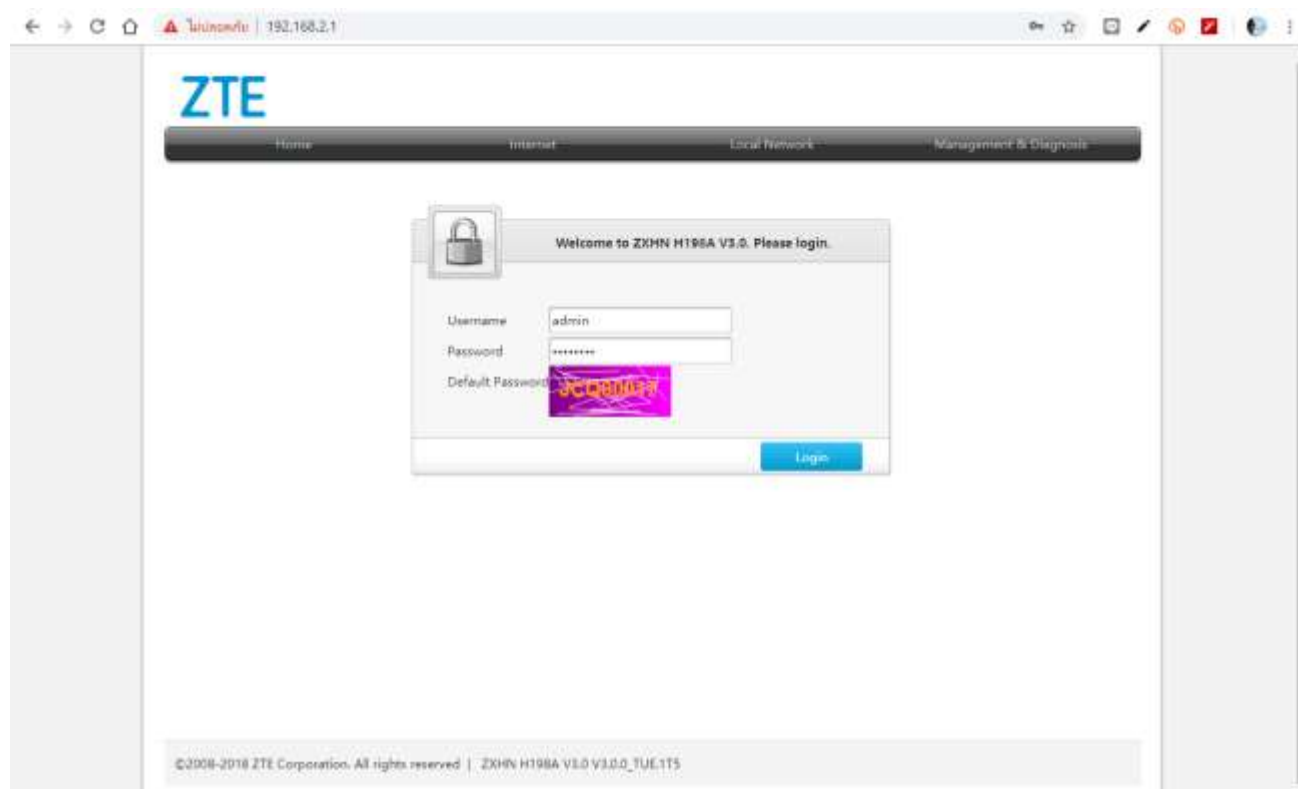 ไม่ปลอดภัย | 192.168.2.1
ZTE
Home Internet Local Network Management & Diagnosis
Welcome to ZXHN H198A V3.0. Please login.
Username admin
Password ••••••••
Default Password
Login
©2008-2018 ZTE Corporation. All rights reserved | ZXHN H198A V3.0 V3.0.0_TUE.1T5